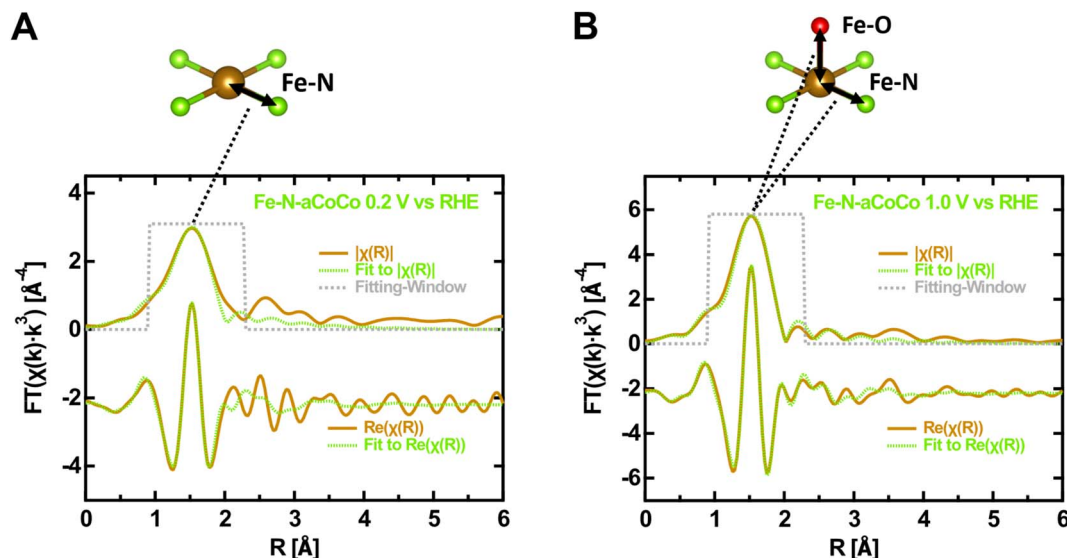 A
Fe-N
Fe-N-aCoCo 0.2 V vs RHE
|χ(R)|
Fit to |χ(R)|
Fitting-Window
Re(χ(R))
Fit to Re(χ(R))
FT(χ(k)·k³) [Å⁻⁴]
4
2
0
-2
-4
0 1 2 3 4 5 6
R [Å]
B
Fe-O
Fe-N
Fe-N-aCoCo 1.0 V vs RHE
|χ(R)|
Fit to |χ(R)|
Fitting-Window
Re(χ(R))
Fit to Re(χ(R))
FT(χ(k)·k³) [Å⁻⁴]
6
4
2
0
-2
-4
-6
0 1 2 3 4 5 6
R [Å]